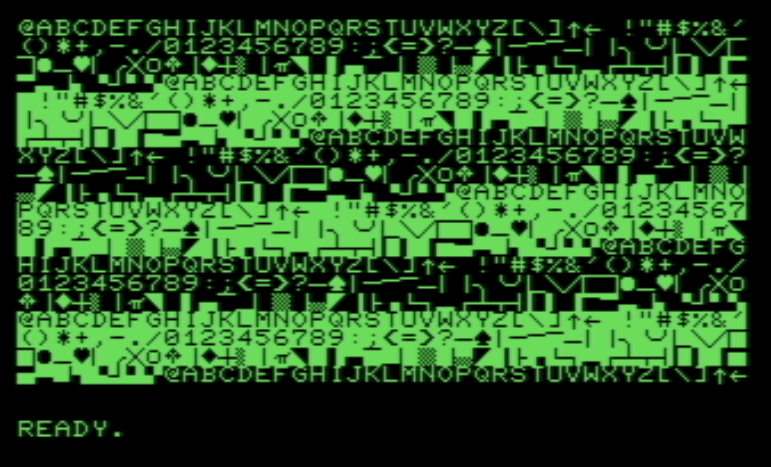 @ABCDEFGHIJKLMNOPQRSTUVWXYZ[\]↑← !"#$%&'
()*+,-./0123456789:;<=>?─♠
●♥╳○♣♦π◥
@ABCDEFGHIJKLMNOPQRSTUVWXYZ[\]↑←
 !"#$%&'()*+,-./0123456789:;<=>?─♠
●♥╳○♣♦π◥
@ABCDEFGHIJKLMNOPQRSTUVW
XYZ[\]↑← !"#$%&'()*+,-./0123456789:;<=>?
─♠●♥╳○♣♦π◥
@ABCDEFGHIJKLMNO
PQRSTUVWXYZ[\]↑← !"#$%&'()*+,-./01234567
89:;<=>?─♠●♥╳○♣♦π◥
@ABCDEFG
HIJKLMNOPQRSTUVWXYZ[\]↑← !"#$%&'()*+,-./
0123456789:;<=>?─♠●♥╳○
♣♦π◥
@ABCDEFGHIJKLMNOPQRSTUVWXYZ[\]↑← !"#$%&'
()*+,-./0123456789:;<=>?─♠
●♥╳○♣♦π◥
@ABCDEFGHIJKLMNOPQRSTUVWXYZ[\]↑←
READY.